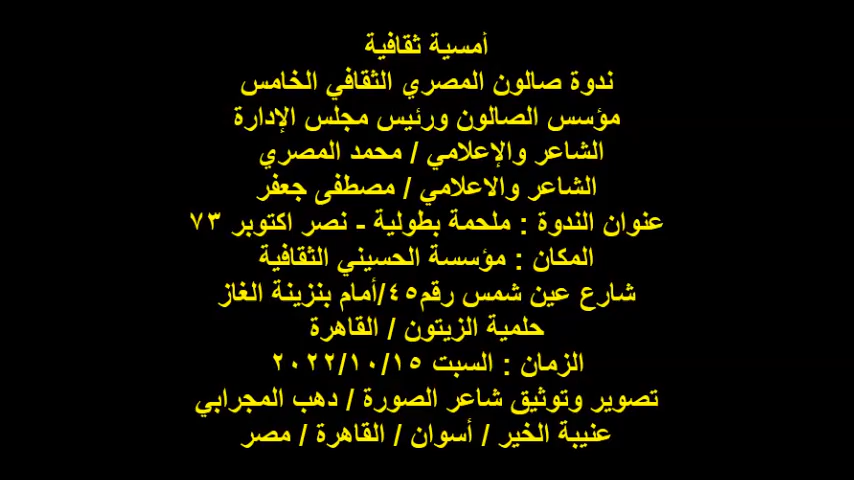 أمسية ثقافية
ندوة صالون المصري الثقافي الخامس
مؤسس الصالون ورئيس مجلس الإدارة
الشاعر والإعلامي / محمد المصري
الشاعر والاعلامي / مصطفى جعفر
عنوان الندوة : ملحمة بطولية - نصر اكتوبر ٧٣
المكان : مؤسسة الحسيني الثقافية
شارع عين شمس رقم٤٥/أمام بنزينة الغاز
حلمية الزيتون / القاهرة
الزمان : السبت ٢٠٢٢/١٠/١٥
تصوير وتوثيق شاعر الصورة / دهب المجرابي
عنيبة الخير / أسوان / القاهرة / مصر